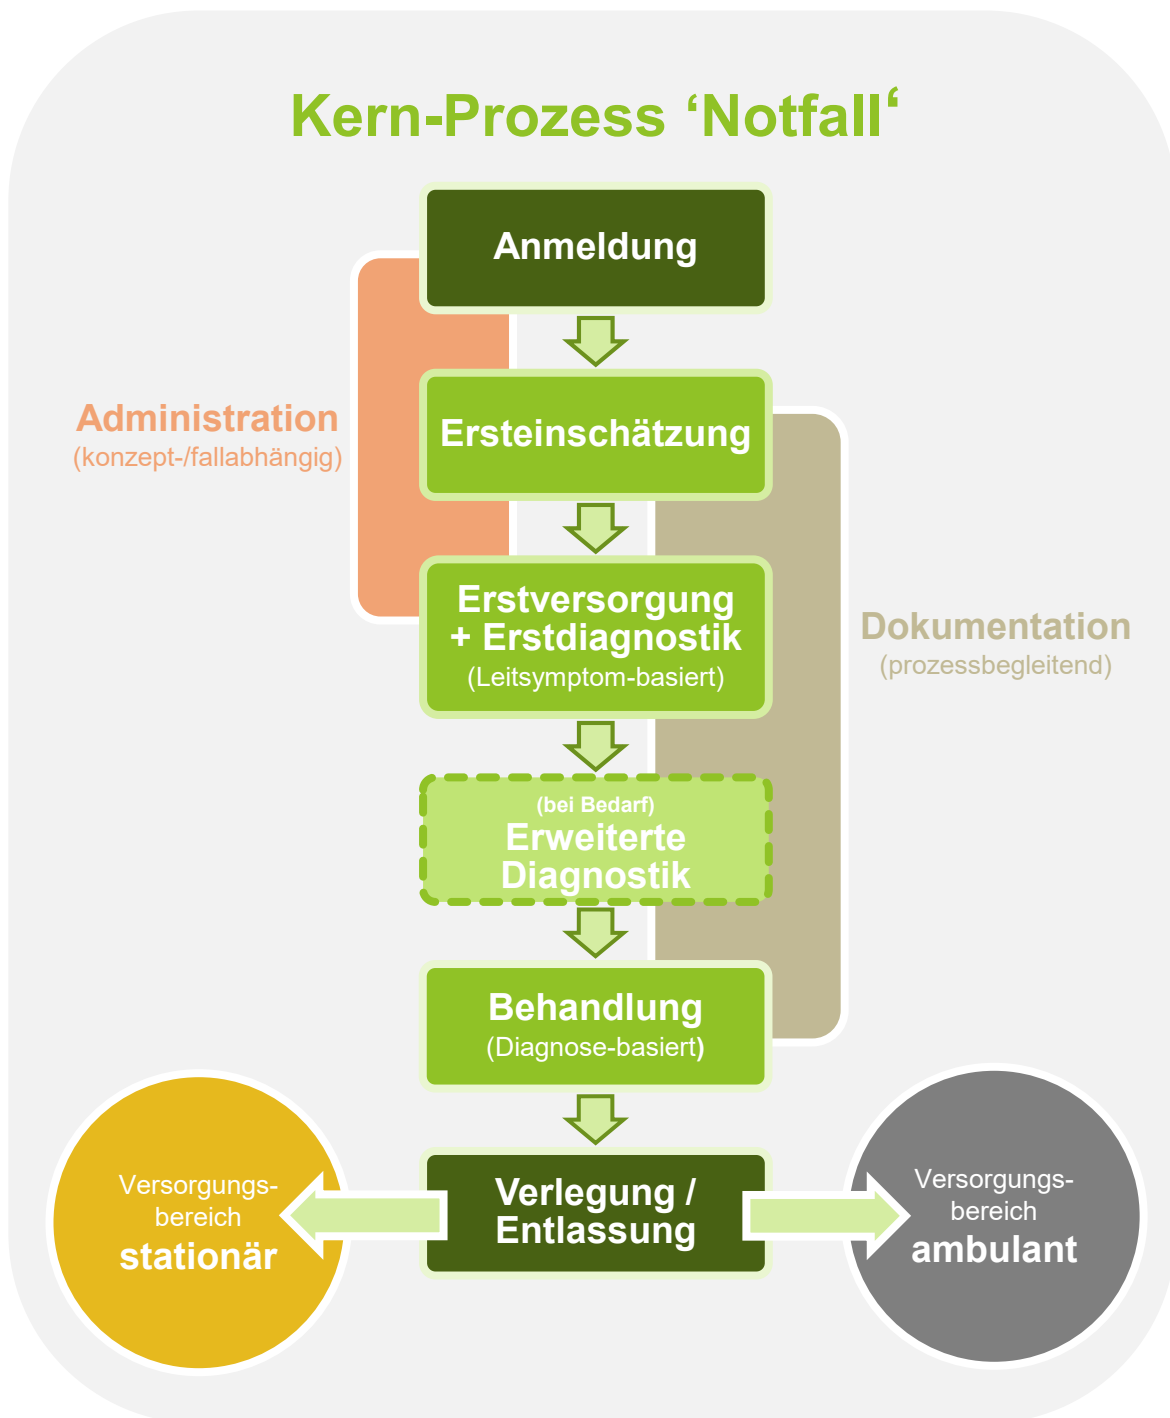 Kern-Prozess ‘Notfall‘
Anmeldung
Administration
(konzept-/fallabhängig)
Ersteinschätzung
Erstversorgung
+ Erstdiagnostik
(Leitsymptom-basiert)
Dokumentation
(prozessbegleitend)
(bei Bedarf)
Erweiterte
Diagnostik
Behandlung
(Diagnose-basiert)
Versorgungs-
bereich
stationär
Verlegung /
Entlassung
Versorgungs-
bereich
ambulant